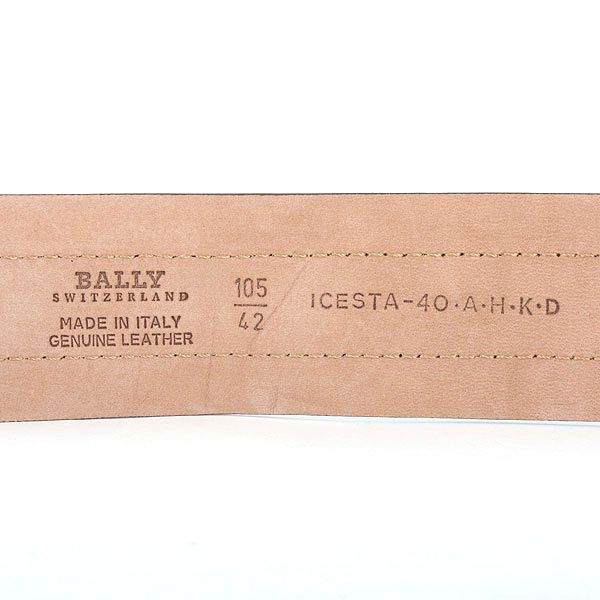 BALLY
SWITZERLAND
MADE IN ITALY
GENUINE LEATHER
105
42
ICESTA-40·A·H·K·D